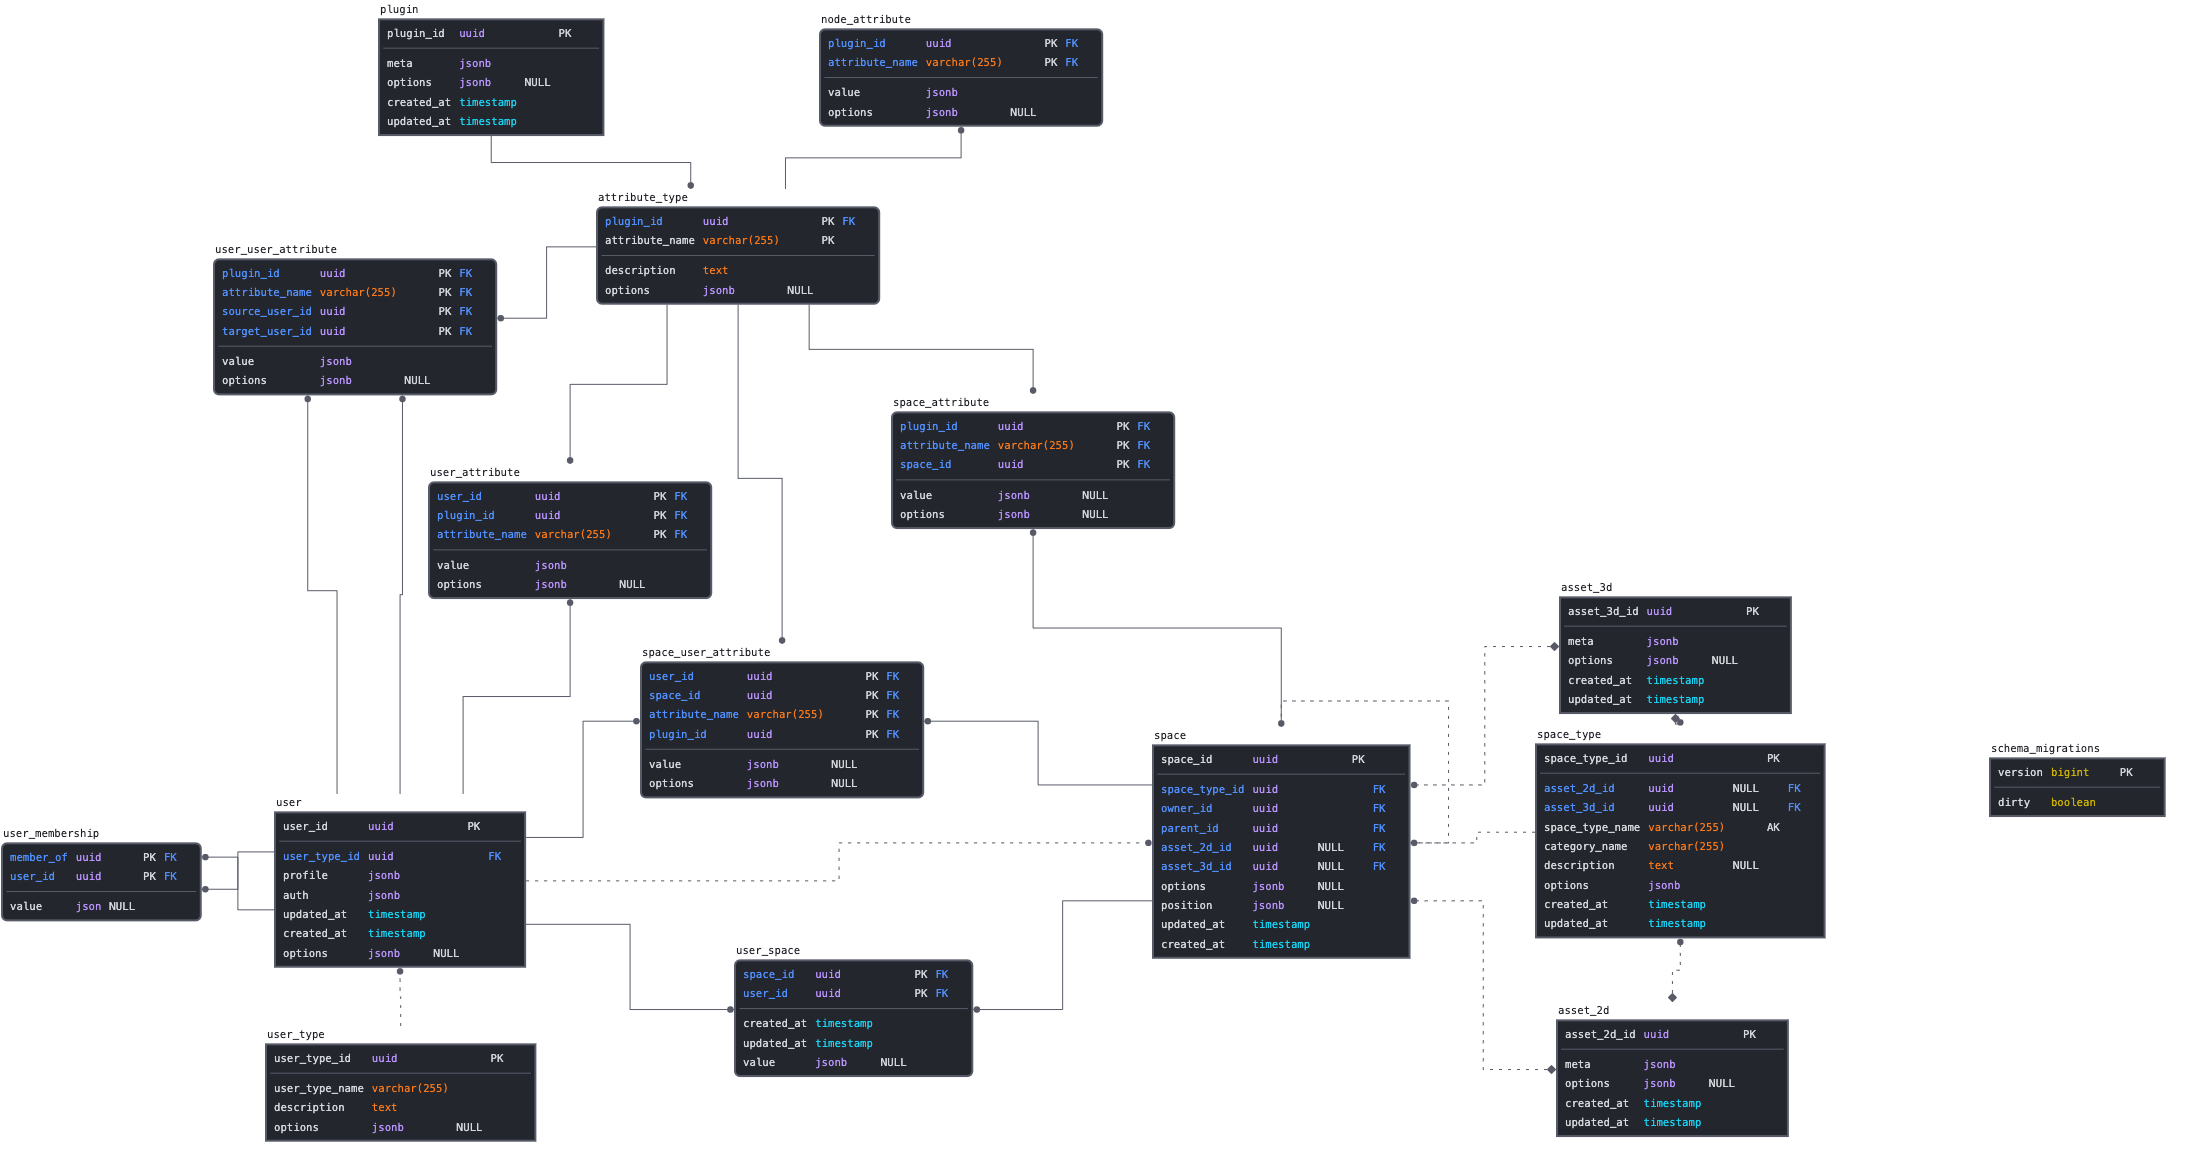 plugin
plugin_id uuid PK
meta jsonb
options jsonb NULL
created_at timestamp
updated_at timestamp
node_attribute
plugin_id uuid PK FK
attribute_name varchar(255) PK FK
value jsonb
options jsonb NULL
attribute_type
plugin_id uuid PK FK
attribute_name varchar(255) PK
description text
options jsonb NULL
user_user_attribute
plugin_id uuid PK FK
attribute_name varchar(255) PK FK
source_user_id uuid PK FK
target_user_id uuid PK FK
value jsonb
options jsonb NULL
space_attribute
plugin_id uuid PK FK
attribute_name varchar(255) PK FK
space_id uuid PK FK
value jsonb NULL
options jsonb NULL
user_attribute
user_id uuid PK FK
plugin_id uuid PK FK
attribute_name varchar(255) PK FK
value jsonb
options jsonb NULL
asset_3d
asset_3d_id uuid PK
meta jsonb
options jsonb NULL
created_at timestamp
updated_at timestamp
space_user_attribute
user_id uuid PK FK
space_id uuid PK FK
attribute_name varchar(255) PK FK
plugin_id uuid PK FK
value jsonb NULL
options jsonb NULL
space
space_id uuid PK
space_type_id uuid FK
owner_id uuid FK
parent_id uuid FK
asset_2d_id uuid NULL FK
asset_3d_id uuid NULL FK
options jsonb NULL
position jsonb NULL
updated_at timestamp
created_at timestamp
space_type
space_type_id uuid PK
asset_2d_id uuid NULL FK
asset_3d_id uuid NULL FK
space_type_name varchar(255) AK
category_name varchar(255)
description text NULL
options jsonb
created_at timestamp
updated_at timestamp
schema_migrations
version bigint PK
dirty boolean
user
user_id uuid PK
user_type_id uuid FK
profile jsonb
auth jsonb
updated_at timestamp
created_at timestamp
options jsonb NULL
user_membership
member_of uuid PK FK
user_id uuid PK FK
value json NULL
user_space
space_id uuid PK FK
user_id uuid PK FK
created_at timestamp
updated_at timestamp
value jsonb NULL
asset_2d
asset_2d_id uuid PK
meta jsonb
options jsonb NULL
created_at timestamp
updated_at timestamp
user_type
user_type_id uuid PK
user_type_name varchar(255)
description text
options jsonb NULL